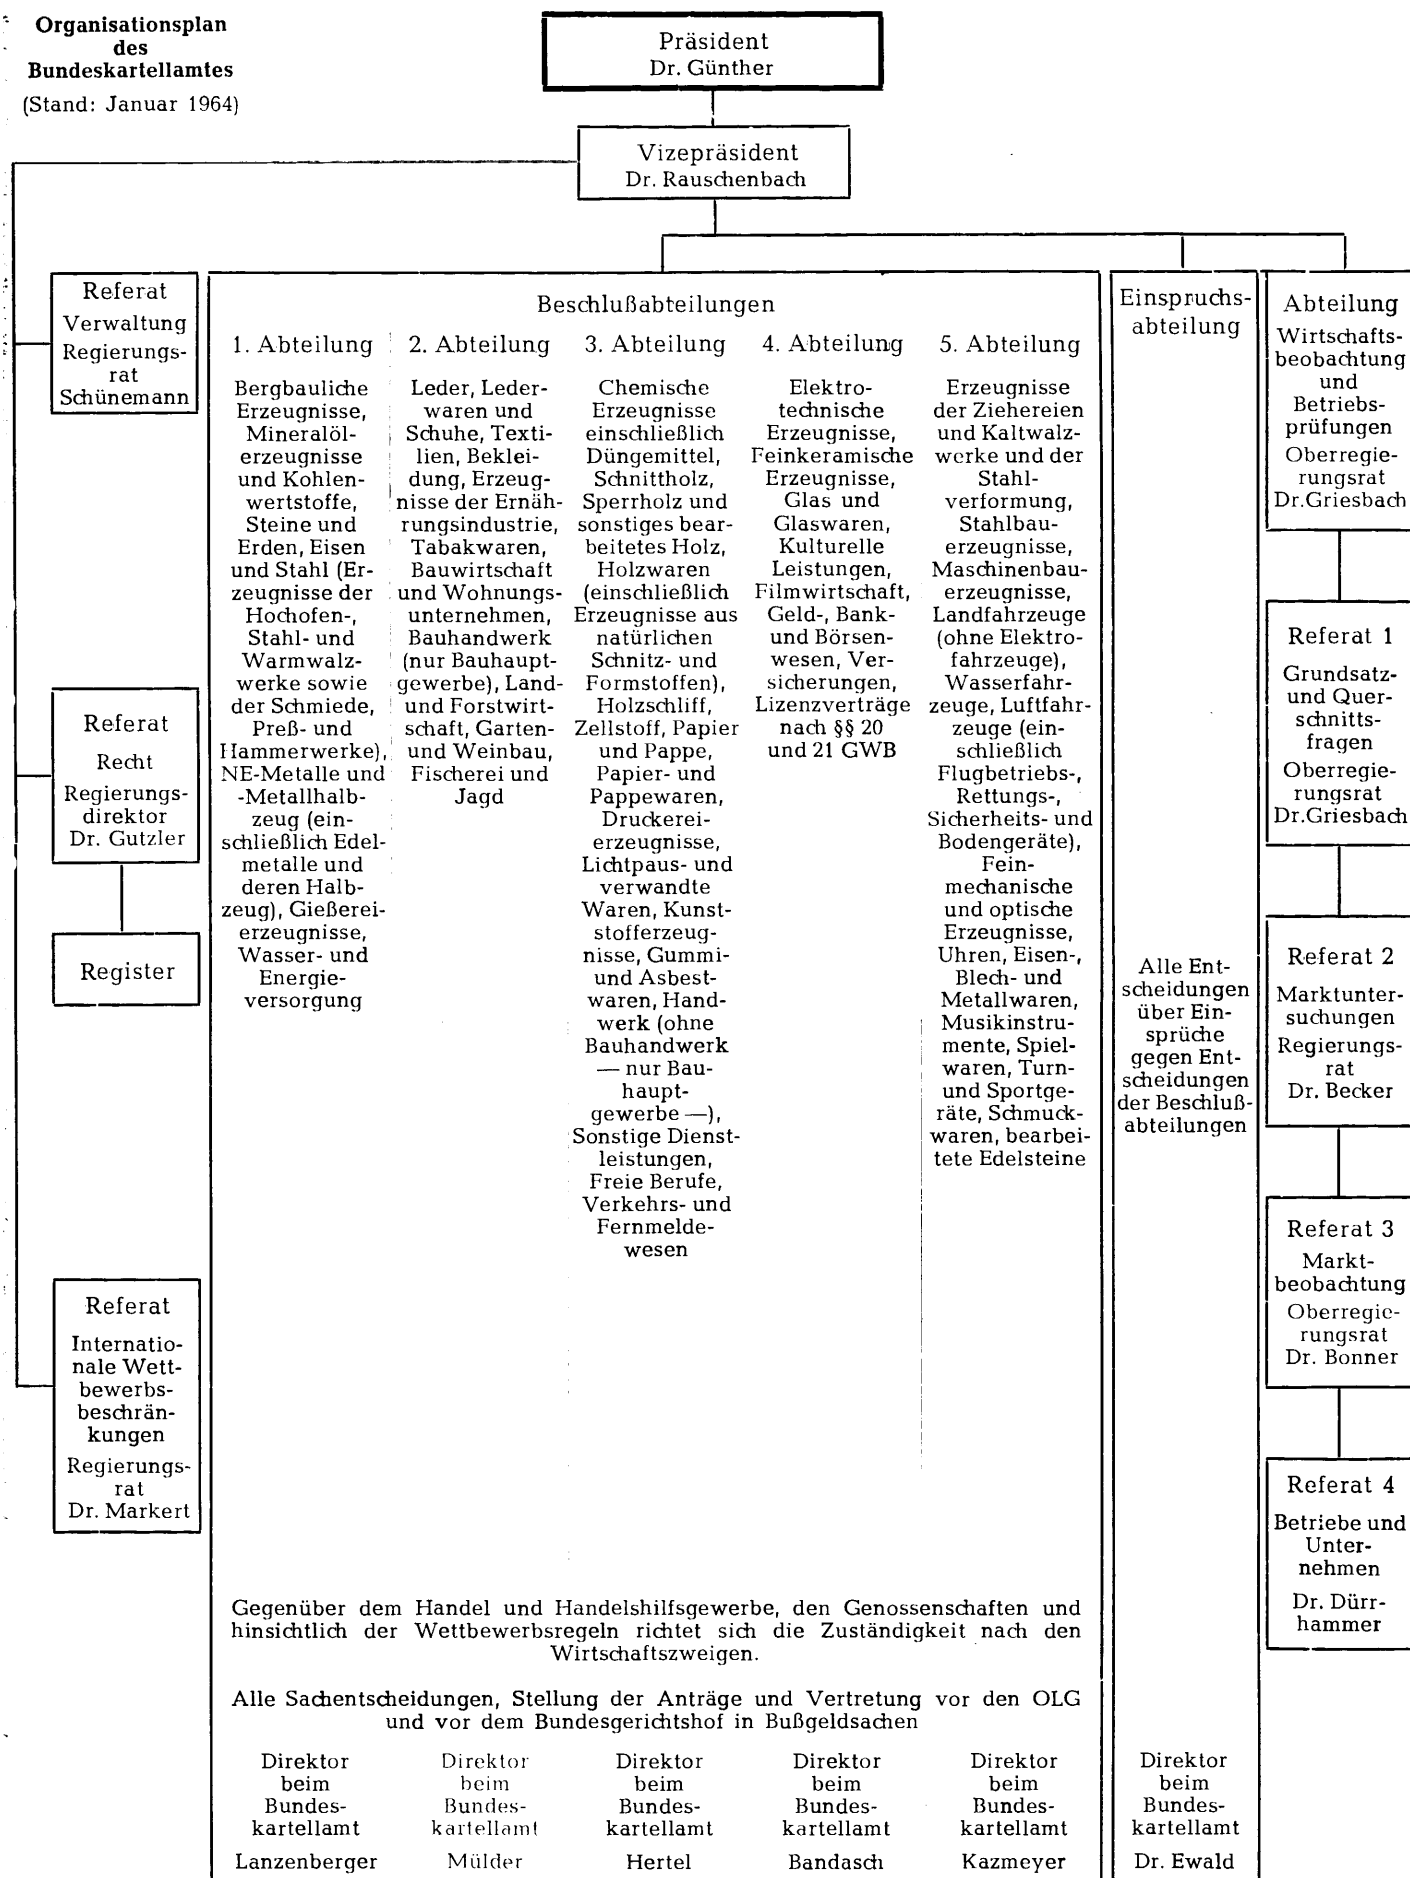 Organisationsplan
des
Bundeskartellamtes
(Stand: Januar 1964)
Präsident
Dr. Günther
Vizepräsident
Dr. Rauschenbach
Referat
Verwaltung
Regierungs-
rat
Schünemann
Referat
Recht
Regierungs-
direktor
Dr. Gutzler
Register
Referat
Internatio-
nale Wett-
bewerbs-
beschrän-
kungen
Regierungs-
rat
Dr. Markert
Beschlußabteilungen
1. Abteilung
Bergbauliche
Erzeugnisse,
Mineralöl-
erzeugnisse
und Kohlen-
wertstoffe,
Steine und
Erden, Eisen
und Stahl (Er-
zeugnisse der
Hochofen-,
Stahl- und
Warmwalz-
werke sowie
der Schmiede,
Preß- und
Hammerwerke),
NE-Metalle und
-Metallhalb-
zeug (ein-
schließlich Edel-
metalle und
deren Halb-
zeug), Gießerei-
erzeugnisse,
Wasser- und
Energie-
versorgung
2. Abteilung
Leder, Leder-
waren und
Schuhe, Texti-
lien, Beklei-
dung, Erzeug-
nisse der Ernäh-
rungsindustrie,
Tabakwaren,
Bauwirtschaft
und Wohnungs-
unternehmen,
Bauhandwerk
(nur Bauhaupt-
gewerbe), Land-
und Forstwirt-
schaft, Garten-
und Weinbau,
Fischerei und
Jagd
3. Abteilung
Chemische
Erzeugnisse
einschließlich
Düngemittel,
Schnittholz,
Sperrholz und
sonstiges bear-
beitetes Holz,
Holzwaren
(einschließlich
Erzeugnisse aus
natürlichen
Schnitz- und
Formstoffen),
Holzschliff,
Zellstoff, Papier
und Pappe,
Papier- und
Pappewaren,
Druckerei-
erzeugnisse,
Lichtpaus- und
verwandte
Waren, Kunst-
stofferzeug-
nisse, Gummi-
und Asbest-
waren, Hand-
werk (ohne
Bauhandwerk
— nur Bau-
haupt-
gewerbe —),
Sonstige Dienst-
leistungen,
Freie Berufe,
Verkehrs- und
Fernmelde-
wesen
4. Abteilung
Elektro-
technische
Erzeugnisse,
Feinkeramische
Erzeugnisse,
Glas und
Glaswaren,
Kulturelle
Leistungen,
Filmwirtschaft,
Geld-, Bank-
und Börsen-
wesen, Ver-
sicherungen,
Lizenzverträge
nach §§ 20
und 21 GWB
5. Abteilung
Erzeugnisse
der Ziehereien
und Kaltwalz-
werke und der
Stahl-
verformung,
Stahlbau-
erzeugnisse,
Maschinenbau-
erzeugnisse,
Landfahrzeuge
(ohne Elektro-
fahrzeuge),
Wasserfahr-
zeuge, Luftfahr-
zeuge (ein-
schließlich
Flugbetriebs-,
Rettungs-,
Sicherheits- und
Bodengeräte),
Fein-
mechanische
und optische
Erzeugnisse,
Uhren, Eisen-,
Blech- und
Metallwaren,
Musikinstru-
mente, Spiel-
waren, Turn-
und Sportge-
räte, Schmuck-
waren, bearbei-
tete Edelsteine
Gegenüber dem Handel und Handelshilfsgewerbe, den Genossenschaften und
hinsichtlich der Wettbewerbsregeln richtet sich die Zuständigkeit nach den
Wirtschaftszweigen.
Alle Sachentscheidungen, Stellung der Anträge und Vertretung vor den OLG
und vor dem Bundesgerichtshof in Bußgeldsachen
Direktor
beim
Bundes-
kartellamt
Lanzenberger
Direktor
beim
Bundes-
kartellamt
Mülder
Direktor
beim
Bundes-
kartellamt
Hertel
Direktor
beim
Bundes-
kartellamt
Bandasch
Direktor
beim
Bundes-
kartellamt
Kazmeyer
Einspruchs-
abteilung
Alle Ent-
scheidungen
über Ein-
sprüche
gegen Ent-
scheidungen
der Beschluß-
abteilungen
Direktor
beim
Bundes-
kartellamt
Dr. Ewald
Abteilung
Wirtschafts-
beobachtung
und
Betriebs-
prüfungen
Oberregie-
rungsrat
Dr.Griesbach
Referat 1
Grundsatz-
und Quer-
schnitts-
fragen
Oberregie-
rungsrat
Dr.Griesbach
Referat 2
Marktunter-
suchungen
Regierungs-
rat
Dr. Becker
Referat 3
Markt-
beobachtung
Oberregie-
rungsrat
Dr. Bonner
Referat 4
Betriebe und
Unter-
nehmen
Dr. Dürr-
hammer